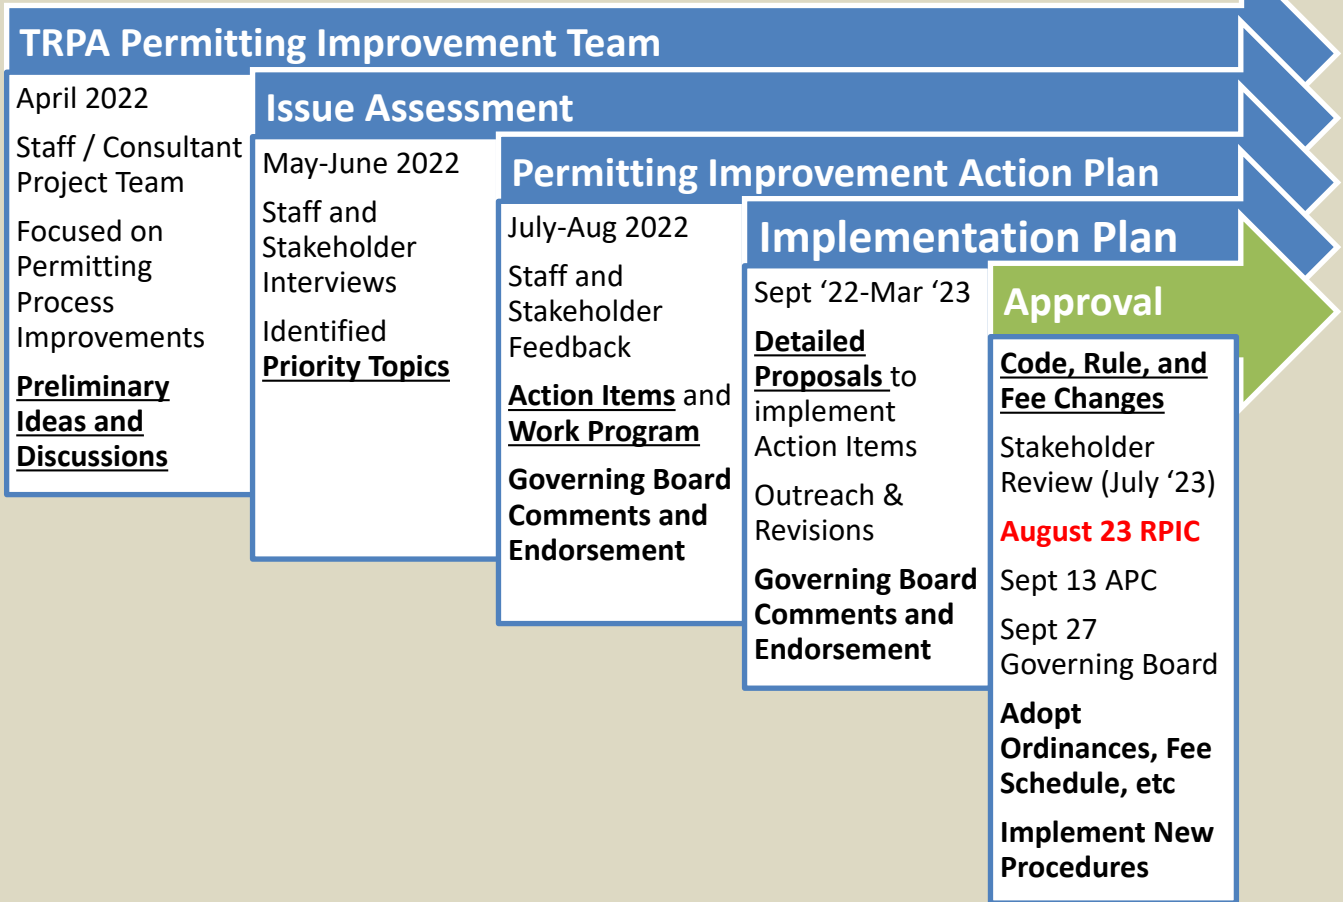 TRPA Permitting Improvement Team
April 2022
Staff / Consultant
Project Team
Focused on
Permitting
Process
Improvements
Preliminary
Ideas and
Discussions
Issue Assessment
May-June 2022
Staff and
Stakeholder
Interviews
Identified
Priority Topics
Permitting Improvement Action Plan
July-Aug 2022
Staff and
Stakeholder
Feedback
Action Items and
Work Program
Governing Board
Comments and
Endorsement
Implementation Plan
Sept ‘22-Mar ‘23
Detailed
Proposals to
implement
Action Items
Outreach &
Revisions
Governing Board
Comments and
Endorsement
Approval
Code, Rule, and
Fee Changes
Stakeholder
Review (July ‘23)
August 23 RPIC
Sept 13 APC
Sept 27
Governing Board
Adopt
Ordinances, Fee
Schedule, etc
Implement New
Procedures